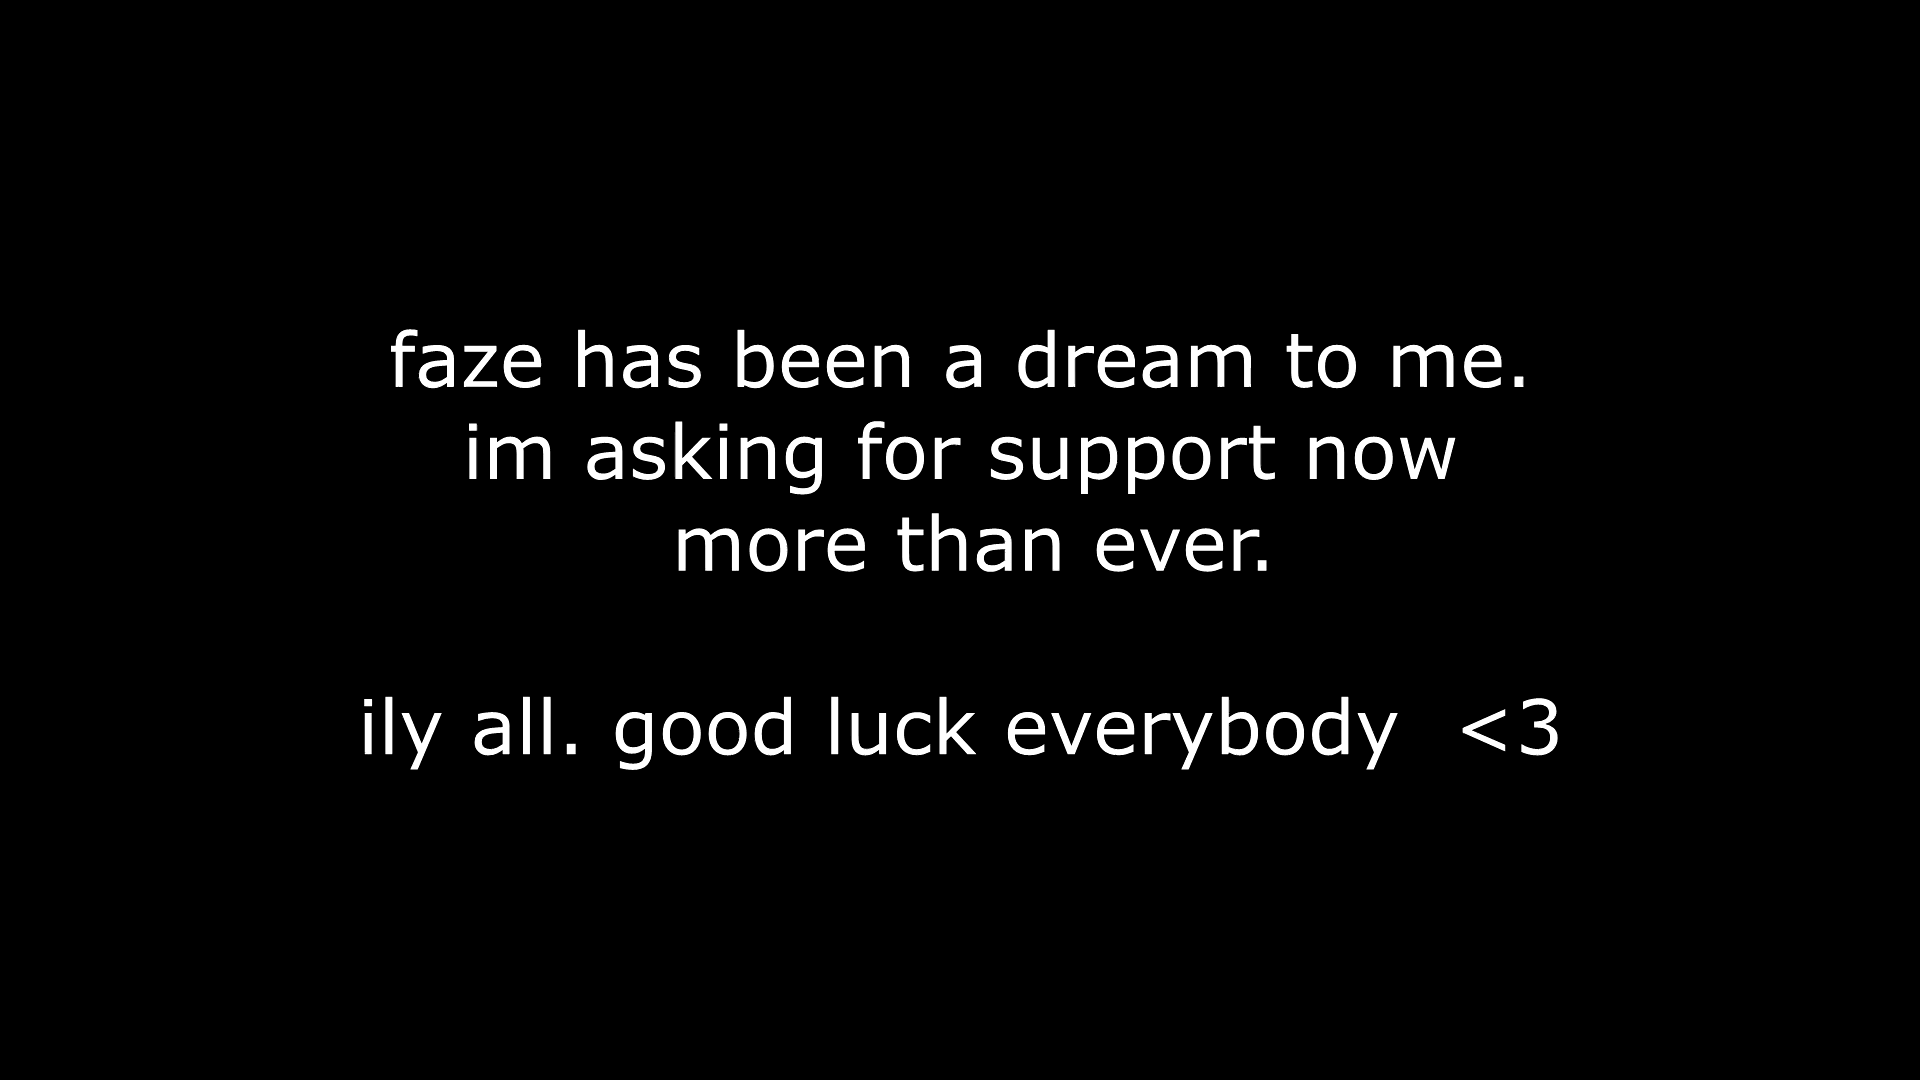 faze has been a dream to me.
im asking for support now
more than ever.
ily all. good luck everybody  <3